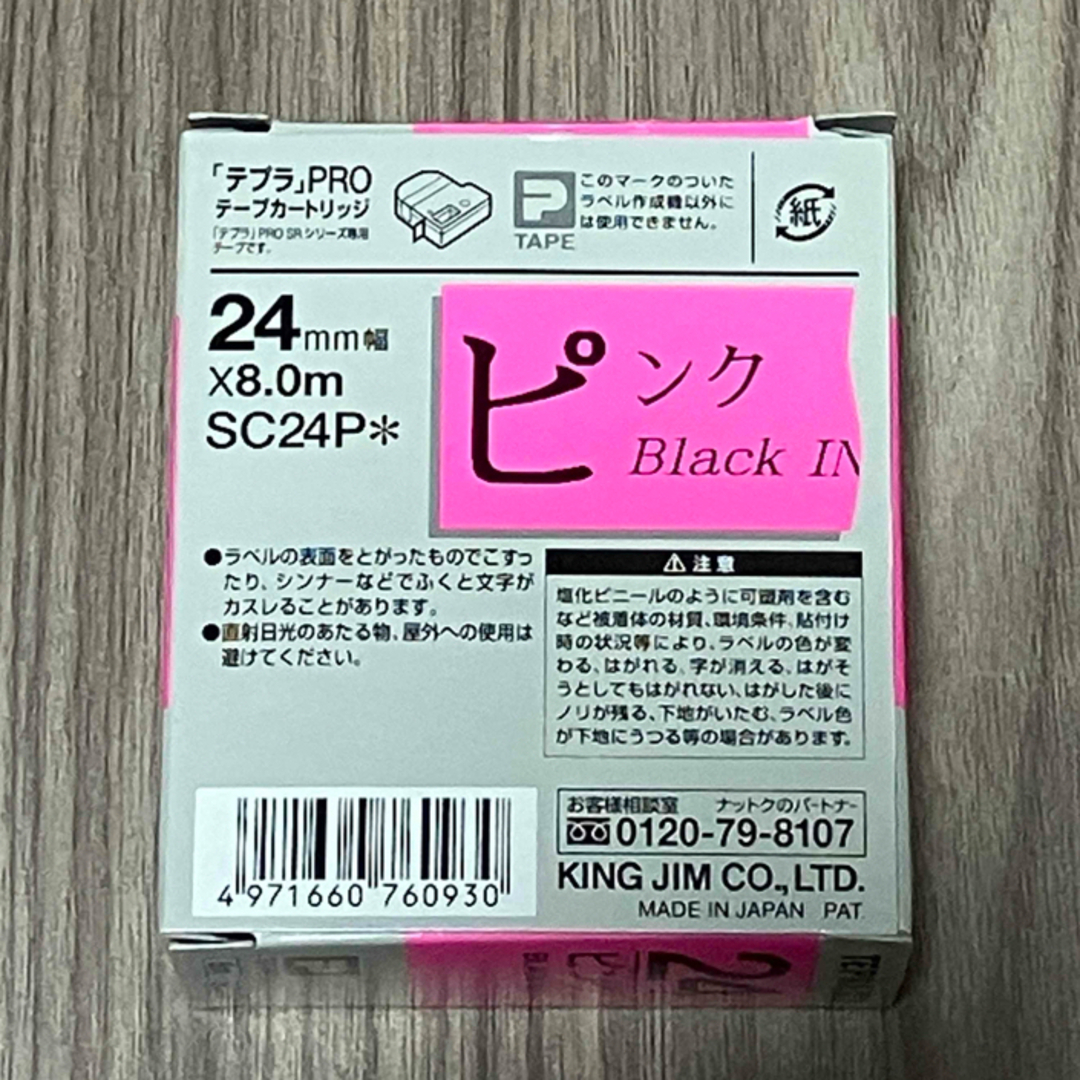 「テプラ」PRO
テープカートリッジ
「テプラ」PRO SRシリーズ専用
テープです。
P
TAPE
このマークのついた
ラベル作成機以外に
は使用できません。
紙
24mm幅
X8.0m
SC24P*
ピンク
Black IN
●ラベルの表面をとがったものでこすっ
たり、シンナーなどでふくと文字が
カスレることがあります。
●直射日光のあたる物、屋外への使用は
避けてください。
⚠注意
塩化ビニールのように可塑剤を含む
など被着体の材質、環境条件、貼付け
時の状況等により、ラベルの色が変
わる、はがれる、字が消える、はがそ
うとしてもはがれない、はがした後に
ノリが残る、下地がいたむ、ラベル色
が下地にうつる等の場合があります。
4 971660 760930
お客様相談室 ナットクのパートナー
0120-79-8107
KING JIM CO., LTD.
MADE IN JAPAN PAT